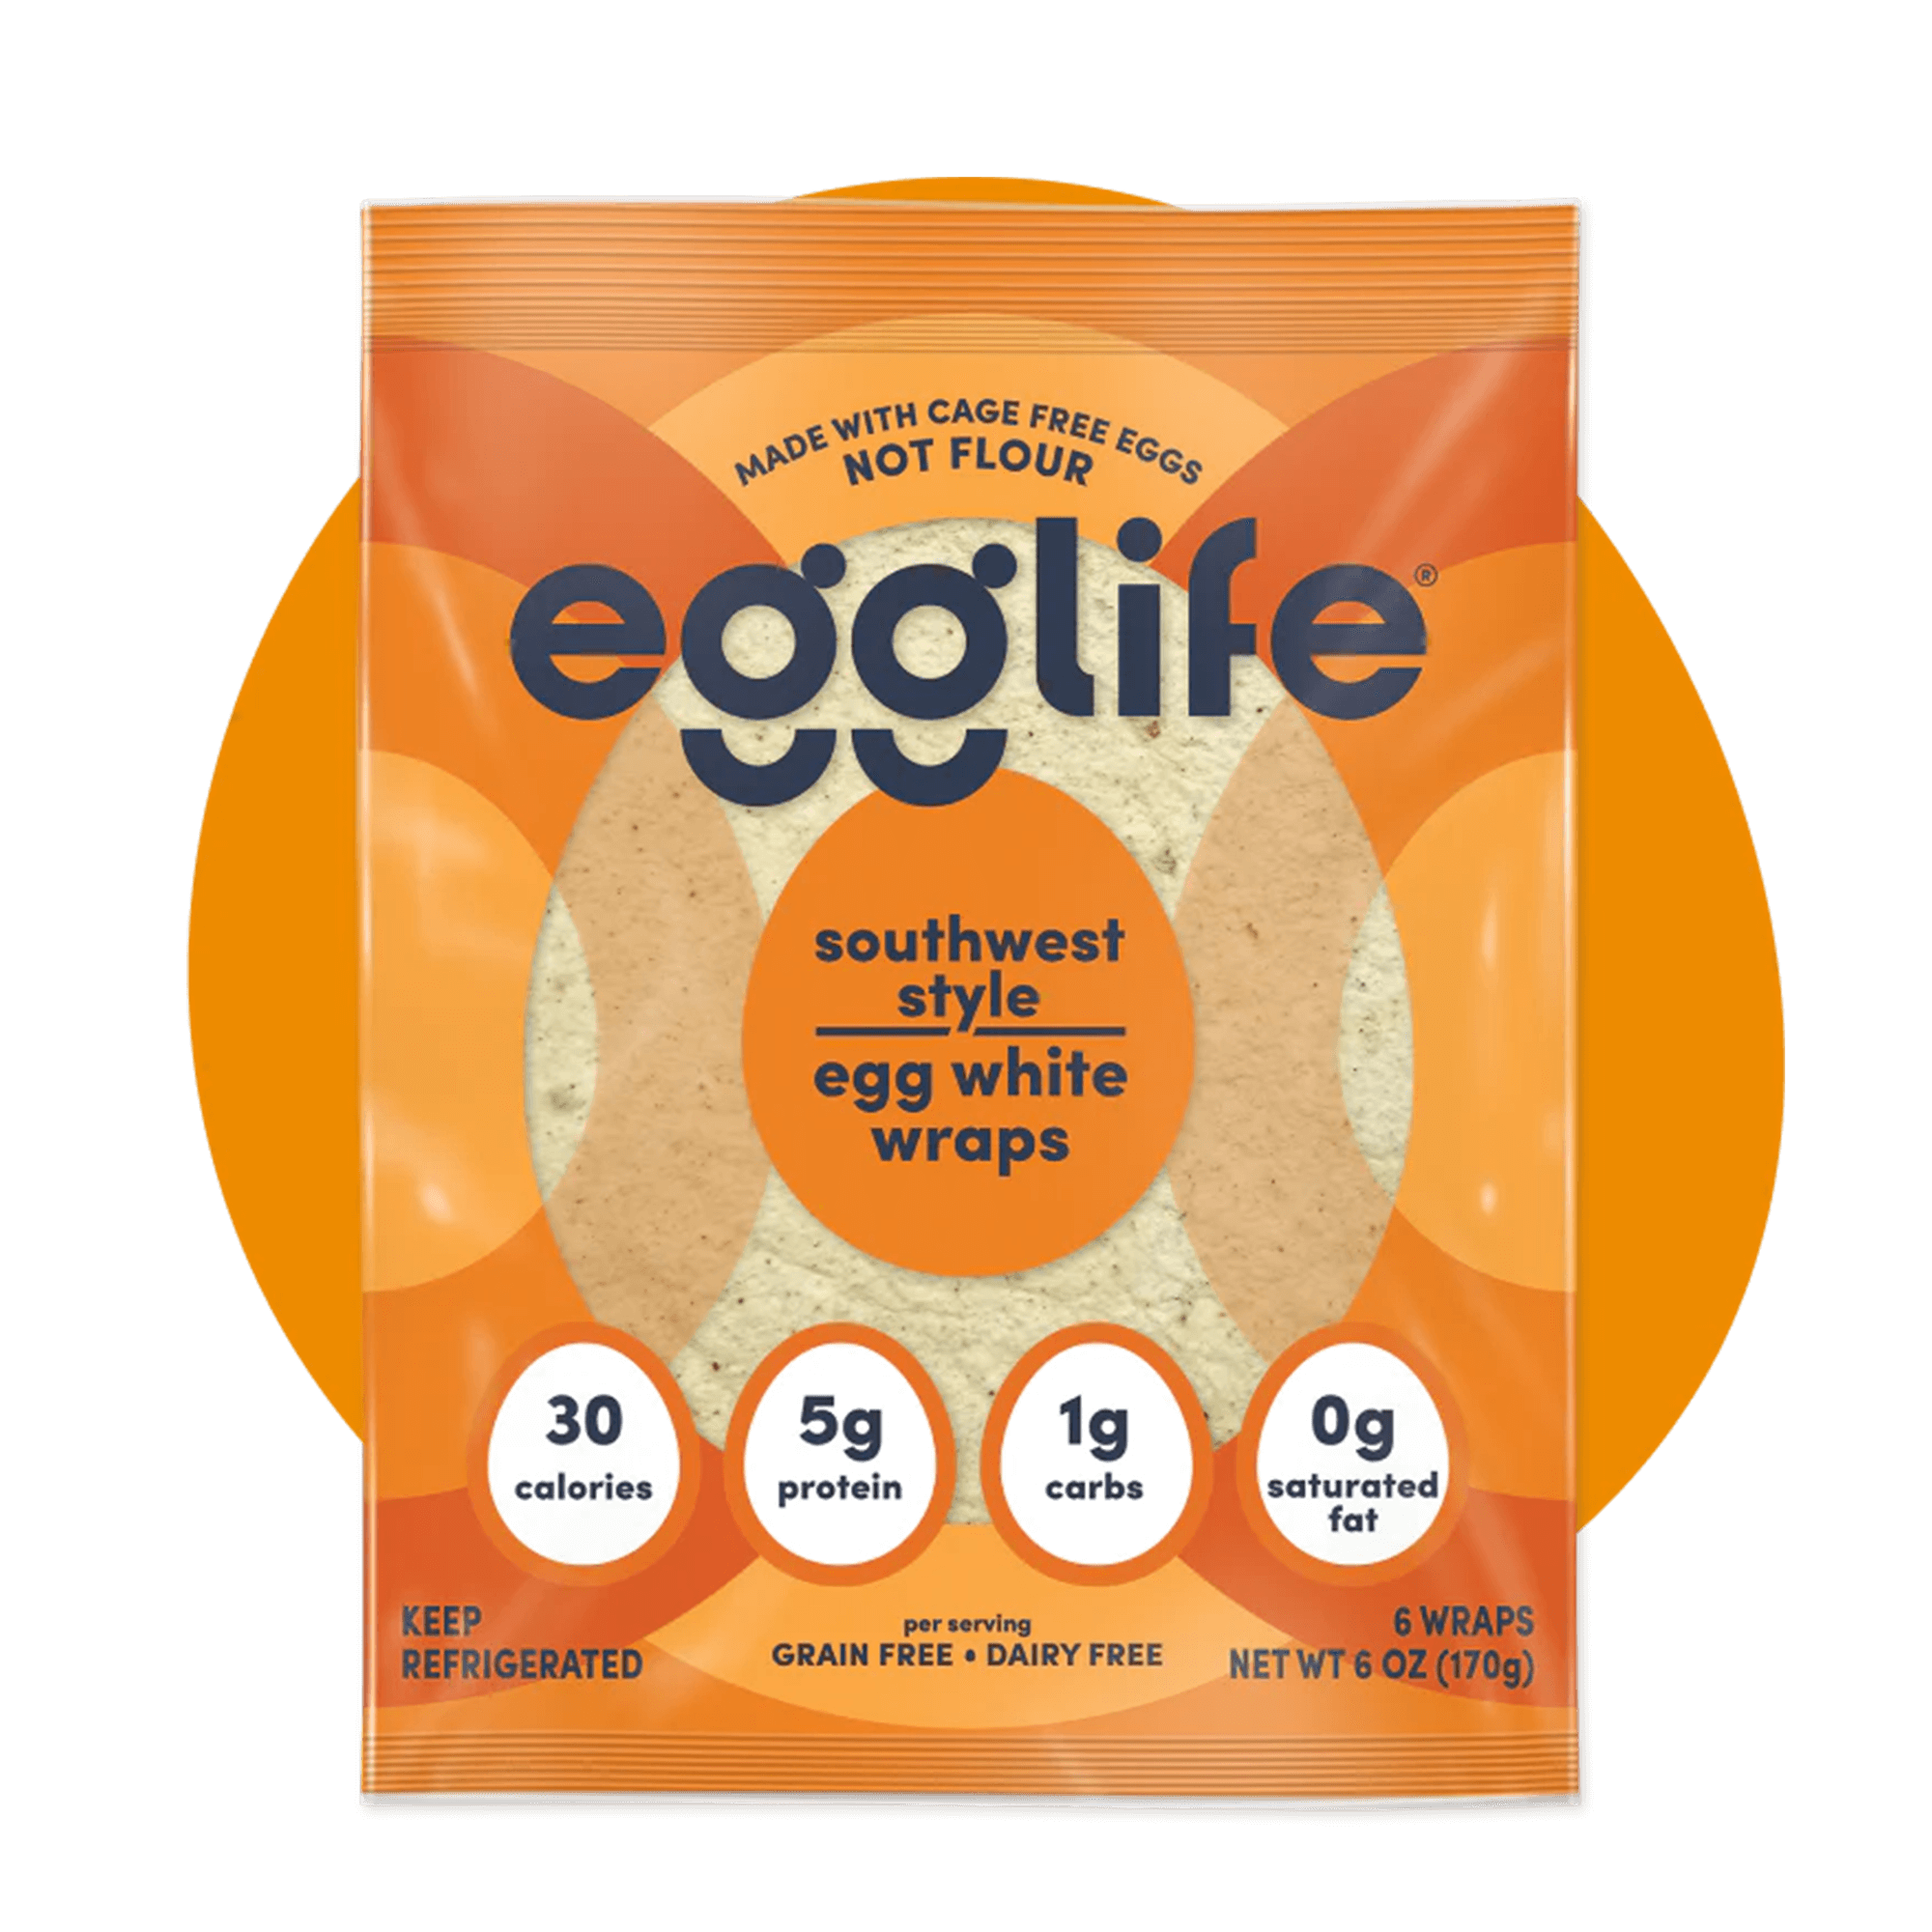 MADE WITH CAGE FREE EGGS
NOT FLOUR
egglife®
southwest
style
egg white
wraps
30
calories
5g
protein
1g
carbs
0g
saturated
fat
KEEP
REFRIGERATED
per serving
GRAIN FREE • DAIRY FREE
6 WRAPS
NET WT 6 OZ (170g)